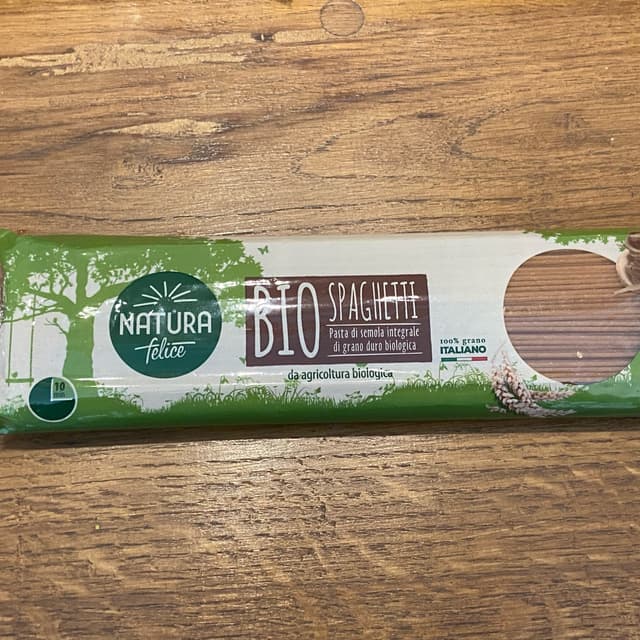 NATURA
felice
BIO
SPAGHETTI
Pasta di semola integrale
di grano duro biologica
da agricoltura biologica
100% grano
ITALIANO
10